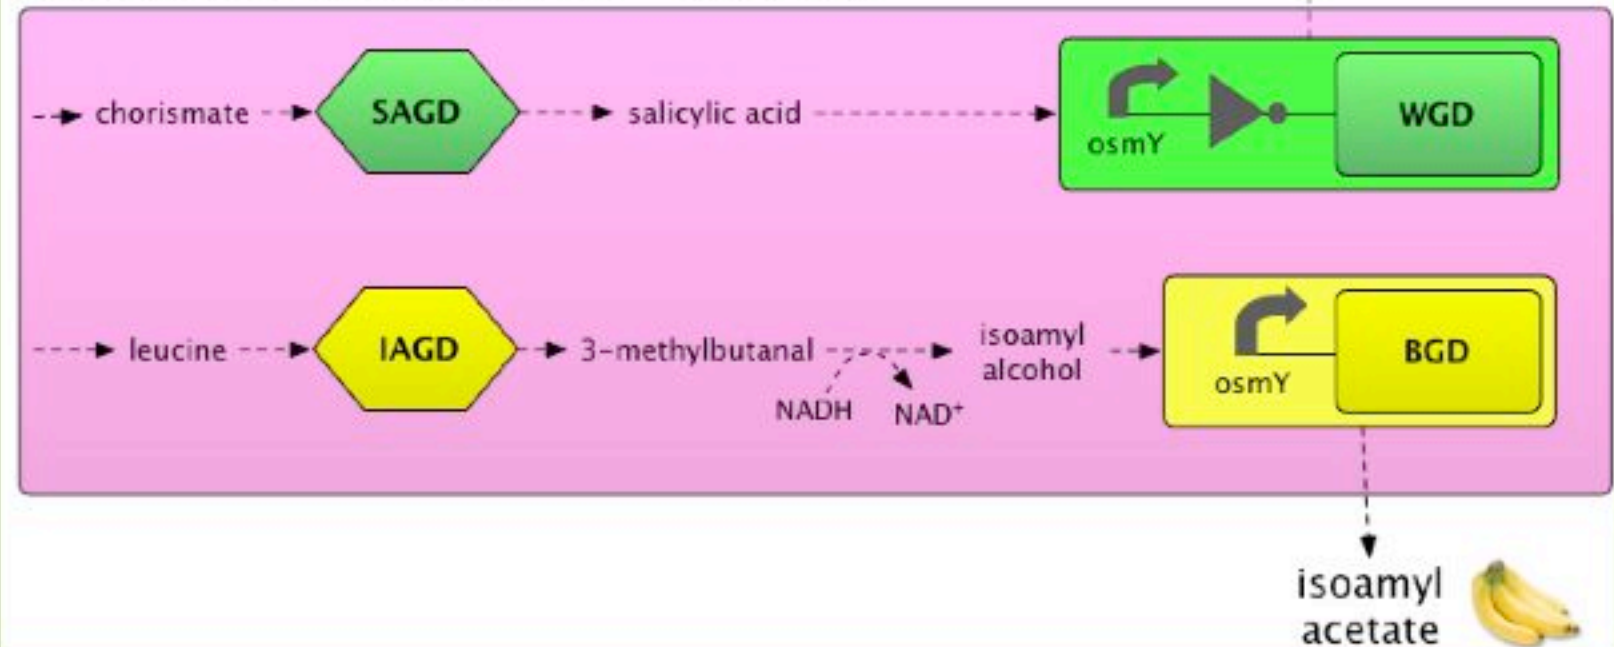 chorismate
SAGD
salicylic acid
osmY
WGD
leucine
IAGD
3-methylbutanal
NADH
NAD⁺
isoamyl
alcohol
osmY
BGD
isoamyl
acetate